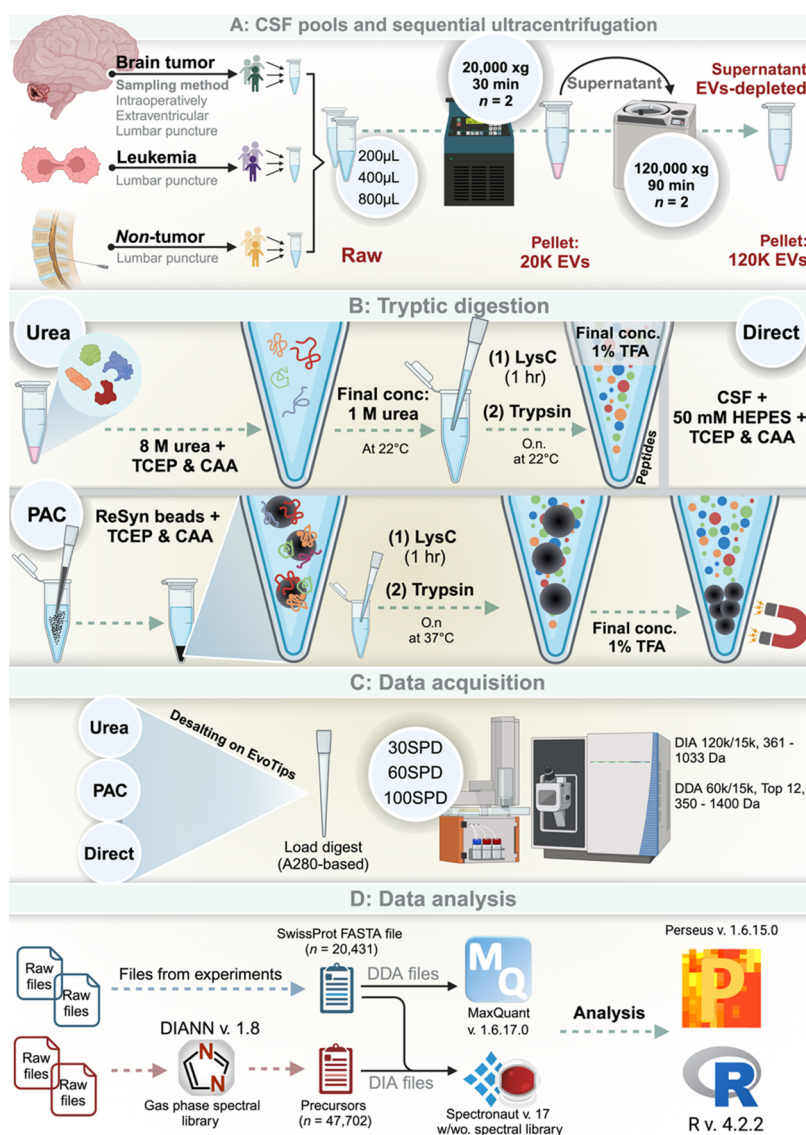 A: CSF pools and sequential ultracentrifugation
Brain tumor
Sampling method
Intraoperatively
Extraventricular
Lumbar puncture
Leukemia
Lumbar puncture
Non-tumor
Lumbar puncture
200µL
400µL
800µL
Raw
20,000 xg
30 min
n = 2
Supernatant
Pellet:
20K EVs
120,000 xg
90 min
n = 2
Supernatant
EVs-depleted
Pellet:
120K EVs
B: Tryptic digestion
Urea
8 M urea +
TCEP & CAA
Final conc:
1 M urea
At 22°C
(1) LysC
(1 hr)
(2) Trypsin
O.n.
at 22°C
Final conc.
1% TFA
Peptides
Direct
CSF +
50 mM HEPES +
TCEP & CAA
PAC
ReSyn beads +
TCEP & CAA
(1) LysC
(1 hr)
(2) Trypsin
O.n
at 37°C
Final conc.
1% TFA
C: Data acquisition
Urea
PAC
Direct
Desalting on EvoTips
Load digest
(A280-based)
30SPD
60SPD
100SPD
DIA 120k/15k, 361 -
1033 Da
DDA 60k/15k, Top 12,
350 - 1400 Da
D: Data analysis
Raw
files
Raw
files
Files from experiments
SwissProt FASTA file
(n = 20,431)
DDA files
MQ
MaxQuant
v. 1.6.17.0
Analysis
Perseus v. 1.6.15.0
P
Raw
files
Raw
files
DIANN v. 1.8
N
N
Gas phase spectral
library
Precursors
(n = 47,702)
DIA files
Spectronaut v. 17
w/wo. spectral library
R
R v. 4.2.2